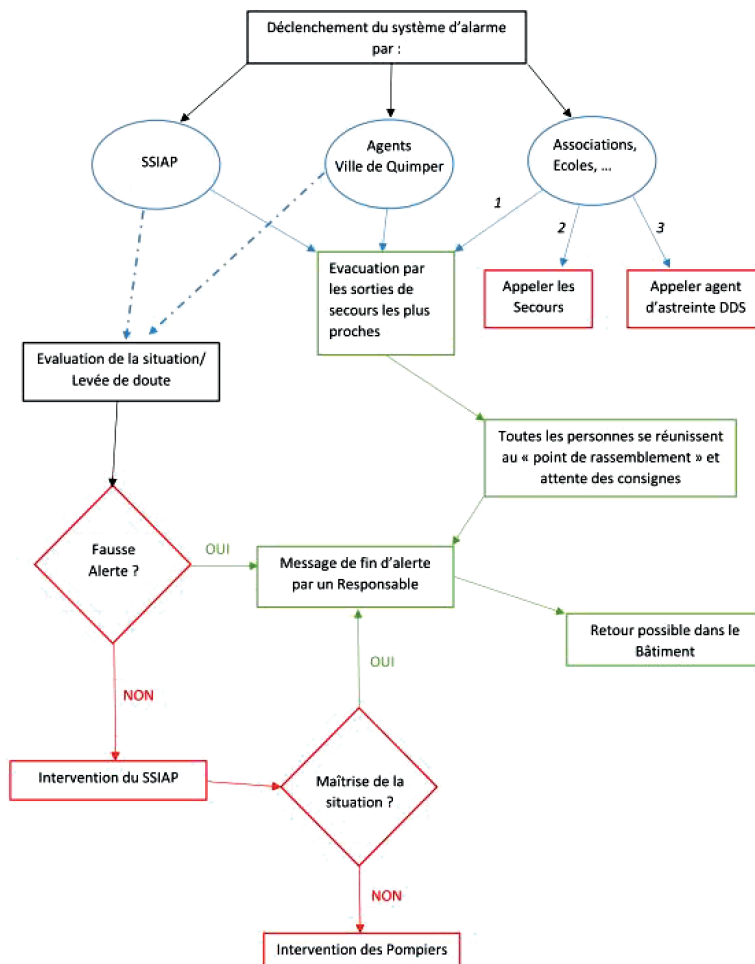 Déclenchement du système d'alarme
par :
SSIAP
Agents
Ville de Quimper
Associations,
Ecoles, ...
1
2
3
Evacuation par
les sorties de
secours les plus
proches
Appeler les
Secours
Appeler agent
d'astreinte DDS
Evaluation de la situation/
Levée de doute
Toutes les personnes se réunissent
au « point de rassemblement » et
attente des consignes
Fausse
Alerte ?
OUI
Message de fin d'alerte
par un Responsable
Retour possible dans le
Bâtiment
OUI
NON
Intervention du SSIAP
Maîtrise de la
situation ?
NON
Intervention des Pompiers